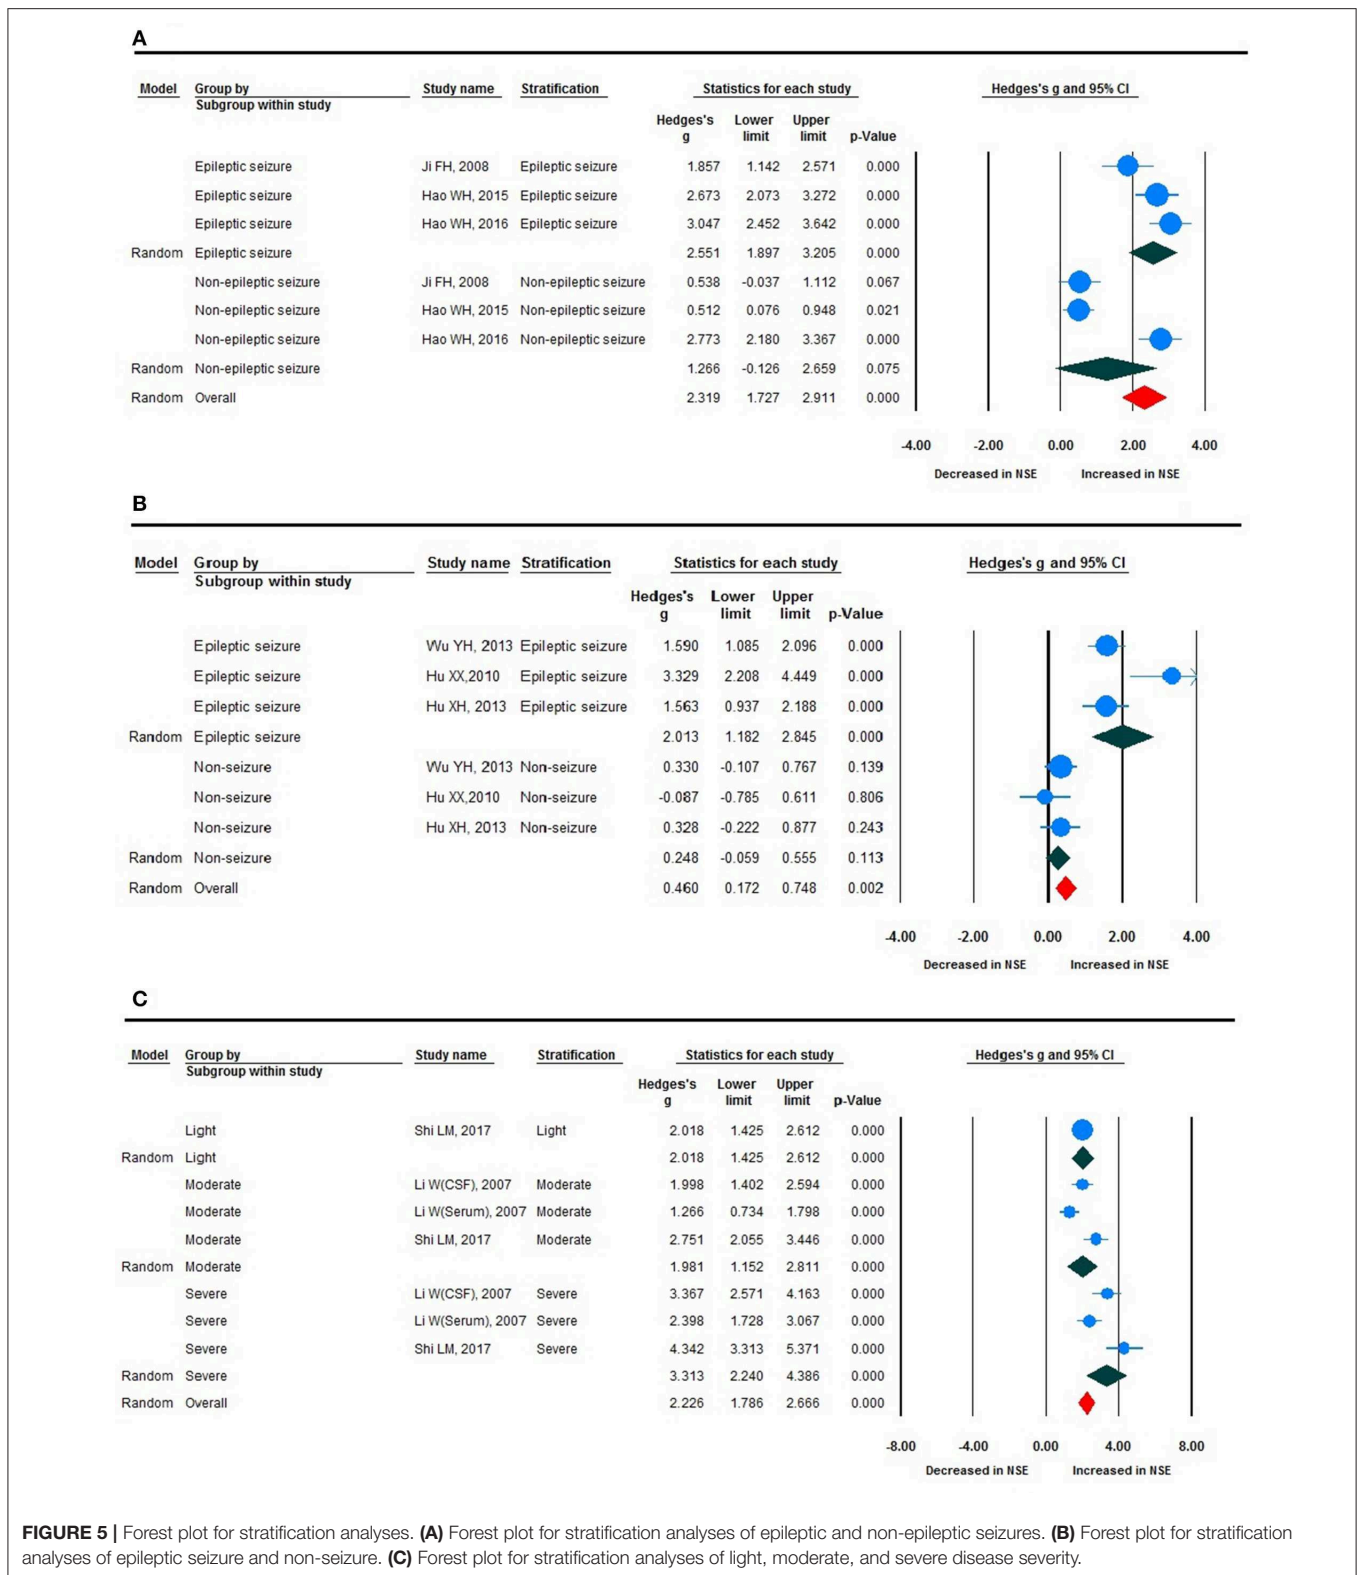 A
Model Group by Study name Stratification Statistics for each study Hedges's g and 95% CI
Subgroup within study
Hedges's Lower Upper
g limit limit p-Value
Epileptic seizure Ji FH, 2008 Epileptic seizure 1.857 1.142 2.571 0.000
Epileptic seizure Hao WH, 2015 Epileptic seizure 2.673 2.073 3.272 0.000
Epileptic seizure Hao WH, 2016 Epileptic seizure 3.047 2.452 3.642 0.000
Random Epileptic seizure 2.551 1.897 3.205 0.000
Non-epileptic seizure Ji FH, 2008 Non-epileptic seizure 0.538 -0.037 1.112 0.067
Non-epileptic seizure Hao WH, 2015 Non-epileptic seizure 0.512 0.076 0.948 0.021
Non-epileptic seizure Hao WH, 2016 Non-epileptic seizure 2.773 2.180 3.367 0.000
Random Non-epileptic seizure 1.266 -0.126 2.659 0.075
Random Overall 2.319 1.727 2.911 0.000
-4.00 -2.00 0.00 2.00 4.00
Decreased in NSE Increased in NSE
B
Model Group by Study name Stratification Statistics for each study Hedges's g and 95% CI
Subgroup within study
Hedges's Lower Upper
g limit limit p-Value
Epileptic seizure Wu YH, 2013 Epileptic seizure 1.590 1.085 2.096 0.000
Epileptic seizure Hu XX,2010 Epileptic seizure 3.329 2.208 4.449 0.000
Epileptic seizure Hu XH, 2013 Epileptic seizure 1.563 0.937 2.188 0.000
Random Epileptic seizure 2.013 1.182 2.845 0.000
Non-seizure Wu YH, 2013 Non-seizure 0.330 -0.107 0.767 0.139
Non-seizure Hu XX,2010 Non-seizure -0.087 -0.785 0.611 0.806
Non-seizure Hu XH, 2013 Non-seizure 0.328 -0.222 0.877 0.243
Random Non-seizure 0.248 -0.059 0.555 0.113
Random Overall 0.460 0.172 0.748 0.002
-4.00 -2.00 0.00 2.00 4.00
Decreased in NSE Increased in NSE
C
Model Group by Study name Stratification Statistics for each study Hedges's g and 95% CI
Subgroup within study
Hedges's Lower Upper
g limit limit p-Value
Light Shi LM, 2017 Light 2.018 1.425 2.612 0.000
Random Light 2.018 1.425 2.612 0.000
Moderate Li W(CSF), 2007 Moderate 1.998 1.402 2.594 0.000
Moderate Li W(Serum), 2007 Moderate 1.266 0.734 1.798 0.000
Moderate Shi LM, 2017 Moderate 2.751 2.055 3.446 0.000
Random Moderate 1.981 1.152 2.811 0.000
Severe Li W(CSF), 2007 Severe 3.367 2.571 4.163 0.000
Severe Li W(Serum), 2007 Severe 2.398 1.728 3.067 0.000
Severe Shi LM, 2017 Severe 4.342 3.313 5.371 0.000
Random Severe 3.313 2.240 4.386 0.000
Random Overall 2.226 1.786 2.666 0.000
-8.00 -4.00 0.00 4.00 8.00
Decreased in NSE Increased in NSE
FIGURE 5 | Forest plot for stratification analyses. (A) Forest plot for stratification analyses of epileptic and non-epileptic seizures. (B) Forest plot for stratification
analyses of epileptic seizure and non-seizure. (C) Forest plot for stratification analyses of light, moderate, and severe disease severity.